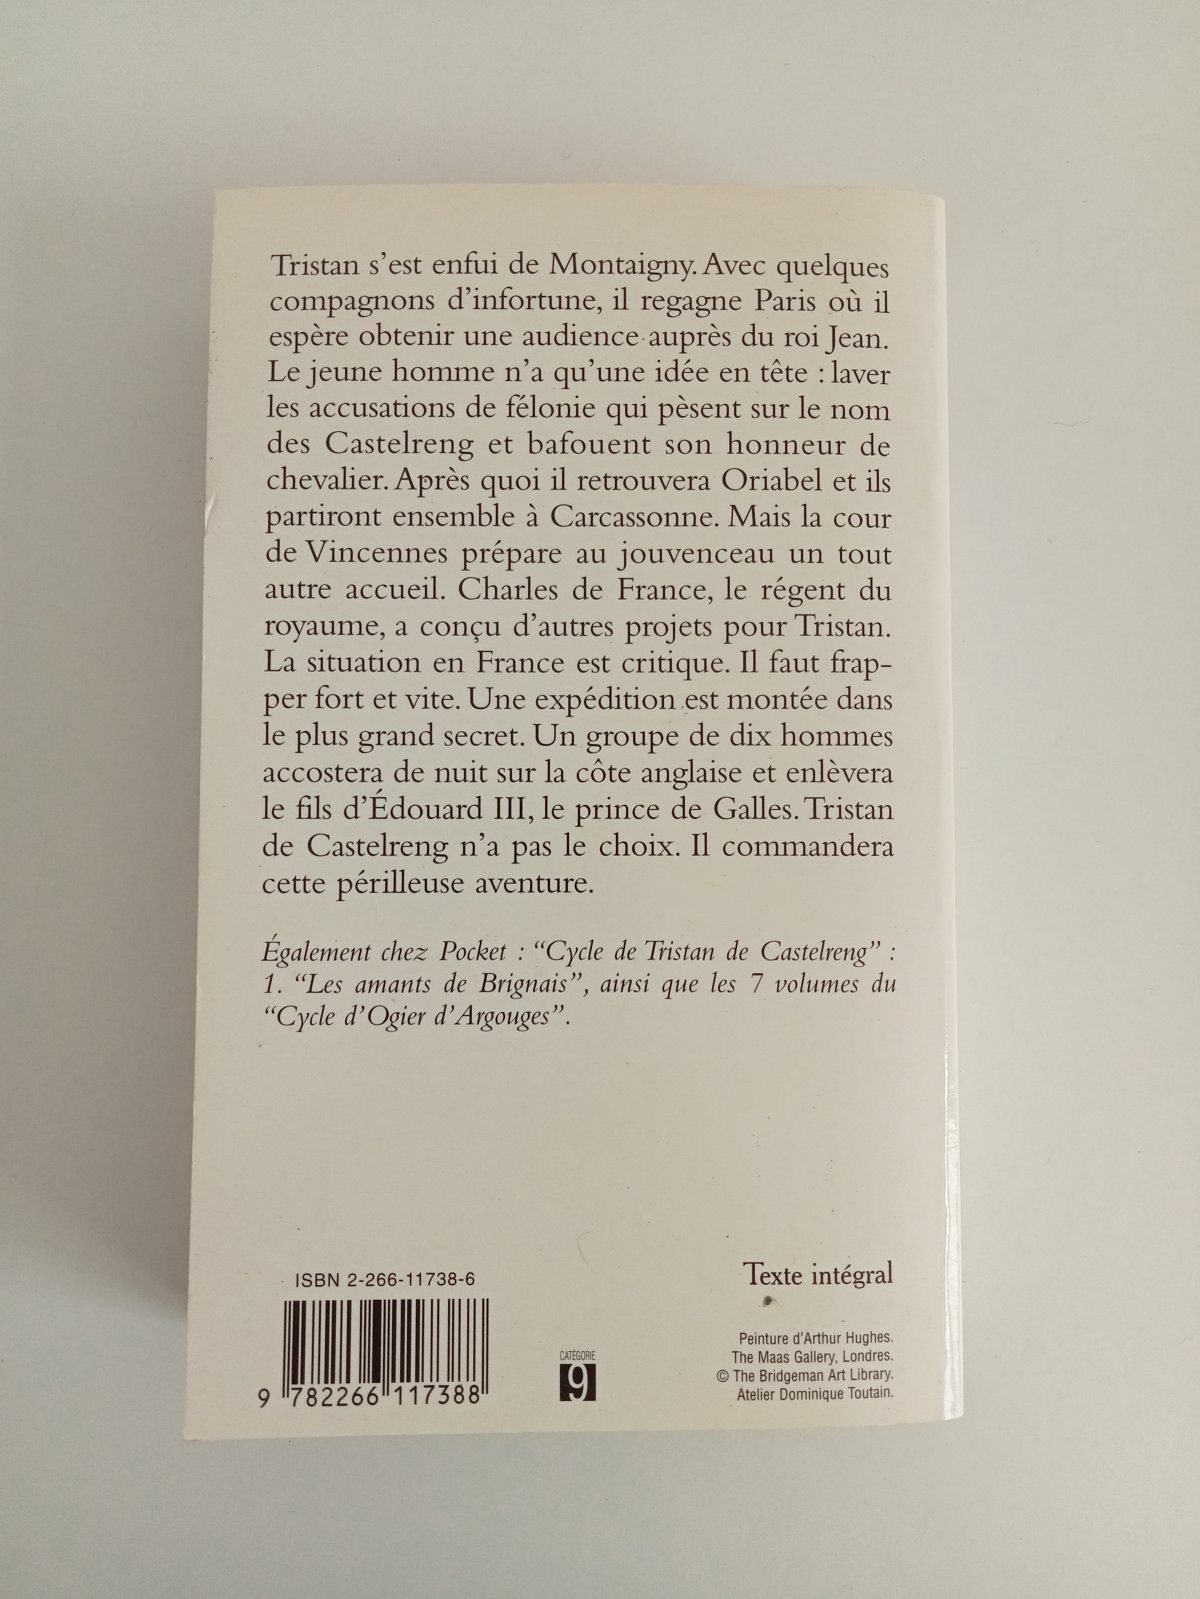 Tristan s'est enfui de Montaigny. Avec quelques
compagnons d'infortune, il regagne Paris où il
espère obtenir une audience auprès du roi Jean.
Le jeune homme n'a qu'une idée en tête : laver
les accusations de félonie qui pèsent sur le nom
des Castelreng et bafouent son honneur de
chevalier. Après quoi il retrouvera Oriabel et ils
partiront ensemble à Carcassonne. Mais la cour
de Vincennes prépare au jouvenceau un tout
autre accueil. Charles de France, le régent du
royaume, a conçu d'autres projets pour Tristan.
La situation en France est critique. Il faut frap-
per fort et vite. Une expédition est montée dans
le plus grand secret. Un groupe de dix hommes
accostera de nuit sur la côte anglaise et enlèvera
le fils d'Édouard III, le prince de Galles. Tristan
de Castelreng n'a pas le choix. Il commandera
cette périlleuse aventure.
Également chez Pocket : “Cycle de Tristan de Castelreng” :
1. “Les amants de Brignais”, ainsi que les 7 volumes du
“Cycle d'Ogier d'Argouges”.
ISBN 2-266-11738-6
9 782266 117388
CATÉGORIE
9
Texte intégral
Peinture d'Arthur Hughes.
The Maas Gallery, Londres.
© The Bridgeman Art Library.
Atelier Dominique Toutain.